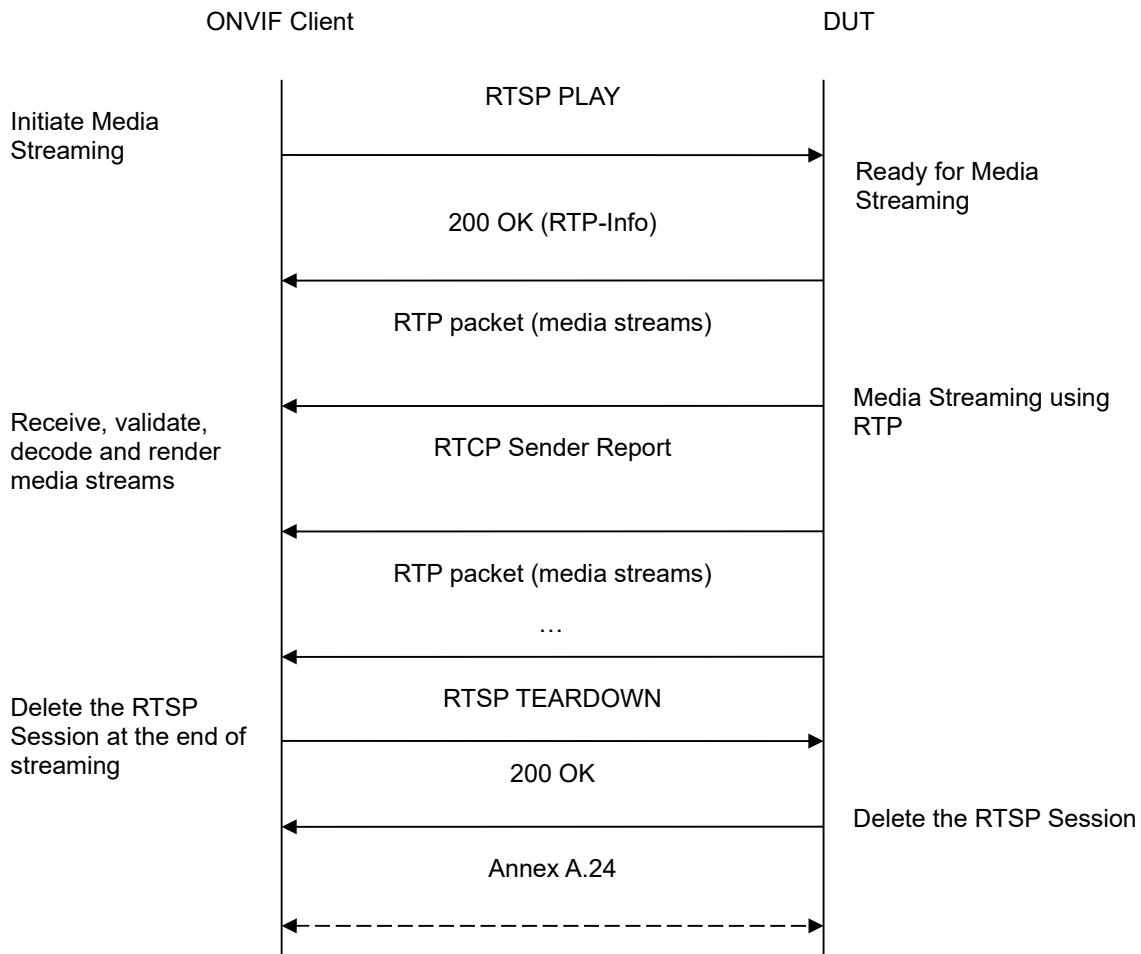 ONVIF Client
DUT
RTSP PLAY
Initiate Media
Streaming
Ready for Media
Streaming
200 OK (RTP-Info)
RTP packet (media streams)
Media Streaming using
RTP
Receive, validate,
decode and render
media streams
RTCP Sender Report
RTP packet (media streams)
…
RTSP TEARDOWN
Delete the RTSP
Session at the end of
streaming
200 OK
Delete the RTSP Session
Annex A.24